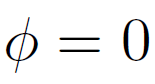 ϕ = 0